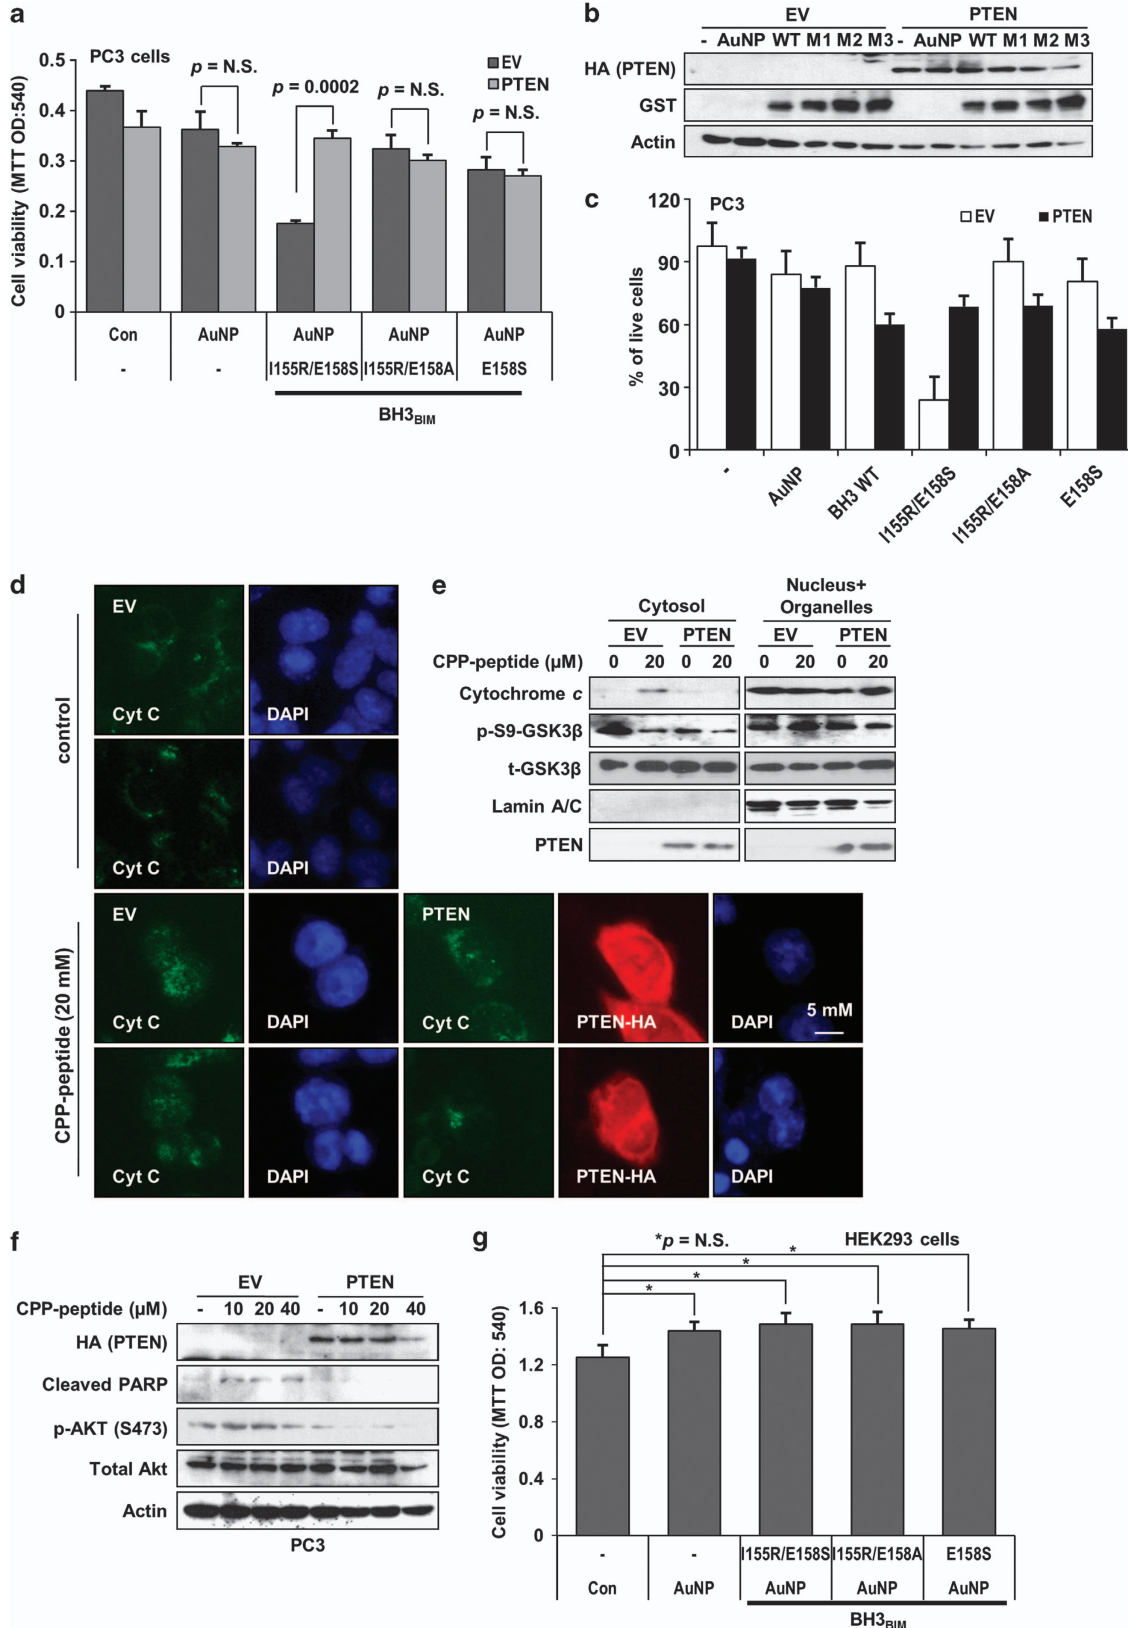 a
PC3 cells
EV
PTEN
p = N.S.
p = 0.0002
p = N.S.
p = N.S.
Cell viability (MTT OD:540)
0.5
0.4
0.3
0.2
0.1
0
Con AuNP AuNP AuNP AuNP
- - I155R/E158S I155R/E158A E158S
BH3BIM
b
EV PTEN
- AuNP WT M1 M2 M3 - AuNP WT M1 M2 M3
HA (PTEN)
GST
Actin
c
PC3
EV PTEN
% of live cells
120
90
60
30
0
- AuNP BH3 WT I155R/E158S I155R/E158A E158S
d
control
EV
Cyt C DAPI
Cyt C DAPI
CPP-peptide (20 mM)
EV PTEN
5 mM
Cyt C DAPI Cyt C PTEN-HA DAPI
Cyt C DAPI Cyt C PTEN-HA DAPI
e
Nucleus+
Cytosol Organelles
EV PTEN EV PTEN
CPP-peptide (μM) 0 20 0 20 0 20 0 20
Cytochrome c
p-S9-GSK3β
t-GSK3β
Lamin A/C
PTEN
f
EV PTEN
CPP-peptide (μM) - 10 20 40 - 10 20 40
HA (PTEN)
Cleaved PARP
p-AKT (S473)
Total Akt
Actin
PC3
g
*p = N.S. HEK293 cells
*
*
*
*
Cell viability (MTT OD: 540)
1.6
1.2
0.8
0.4
0
- - I155R/E158S I155R/E158A E158S
Con AuNP AuNP AuNP AuNP
BH3BIM